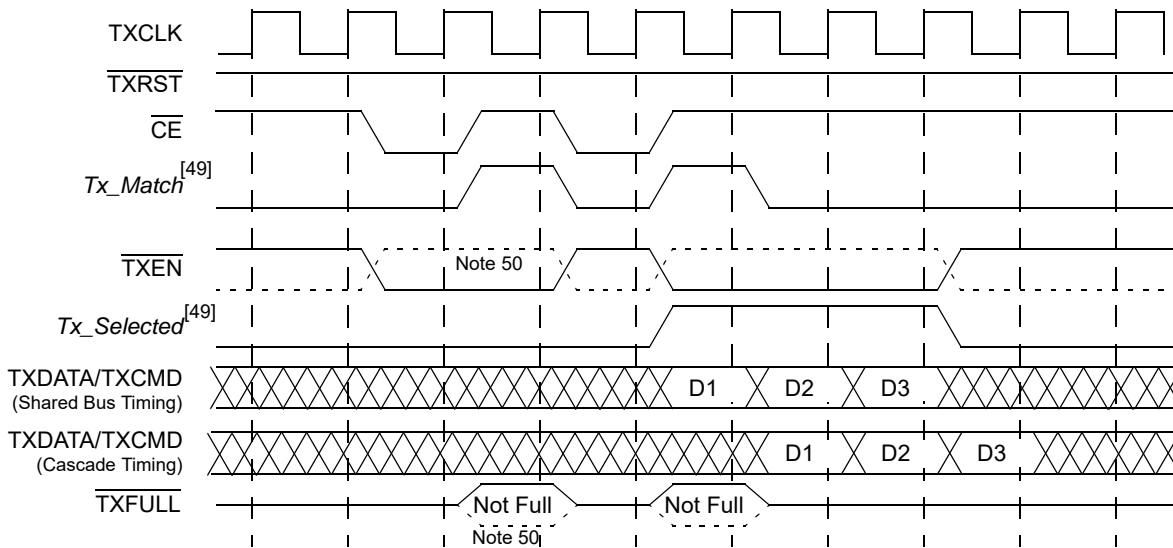 TXCLK
TXRST
CE
Tx_Match[49]
TXEN
Note 50
Tx_Selected[49]
TXDATA/TXCMD
(Shared Bus Timing)
D1
D2
D3
TXDATA/TXCMD
(Cascade Timing)
D1
D2
D3
TXFULL
Not Full
Not Full
Note 50